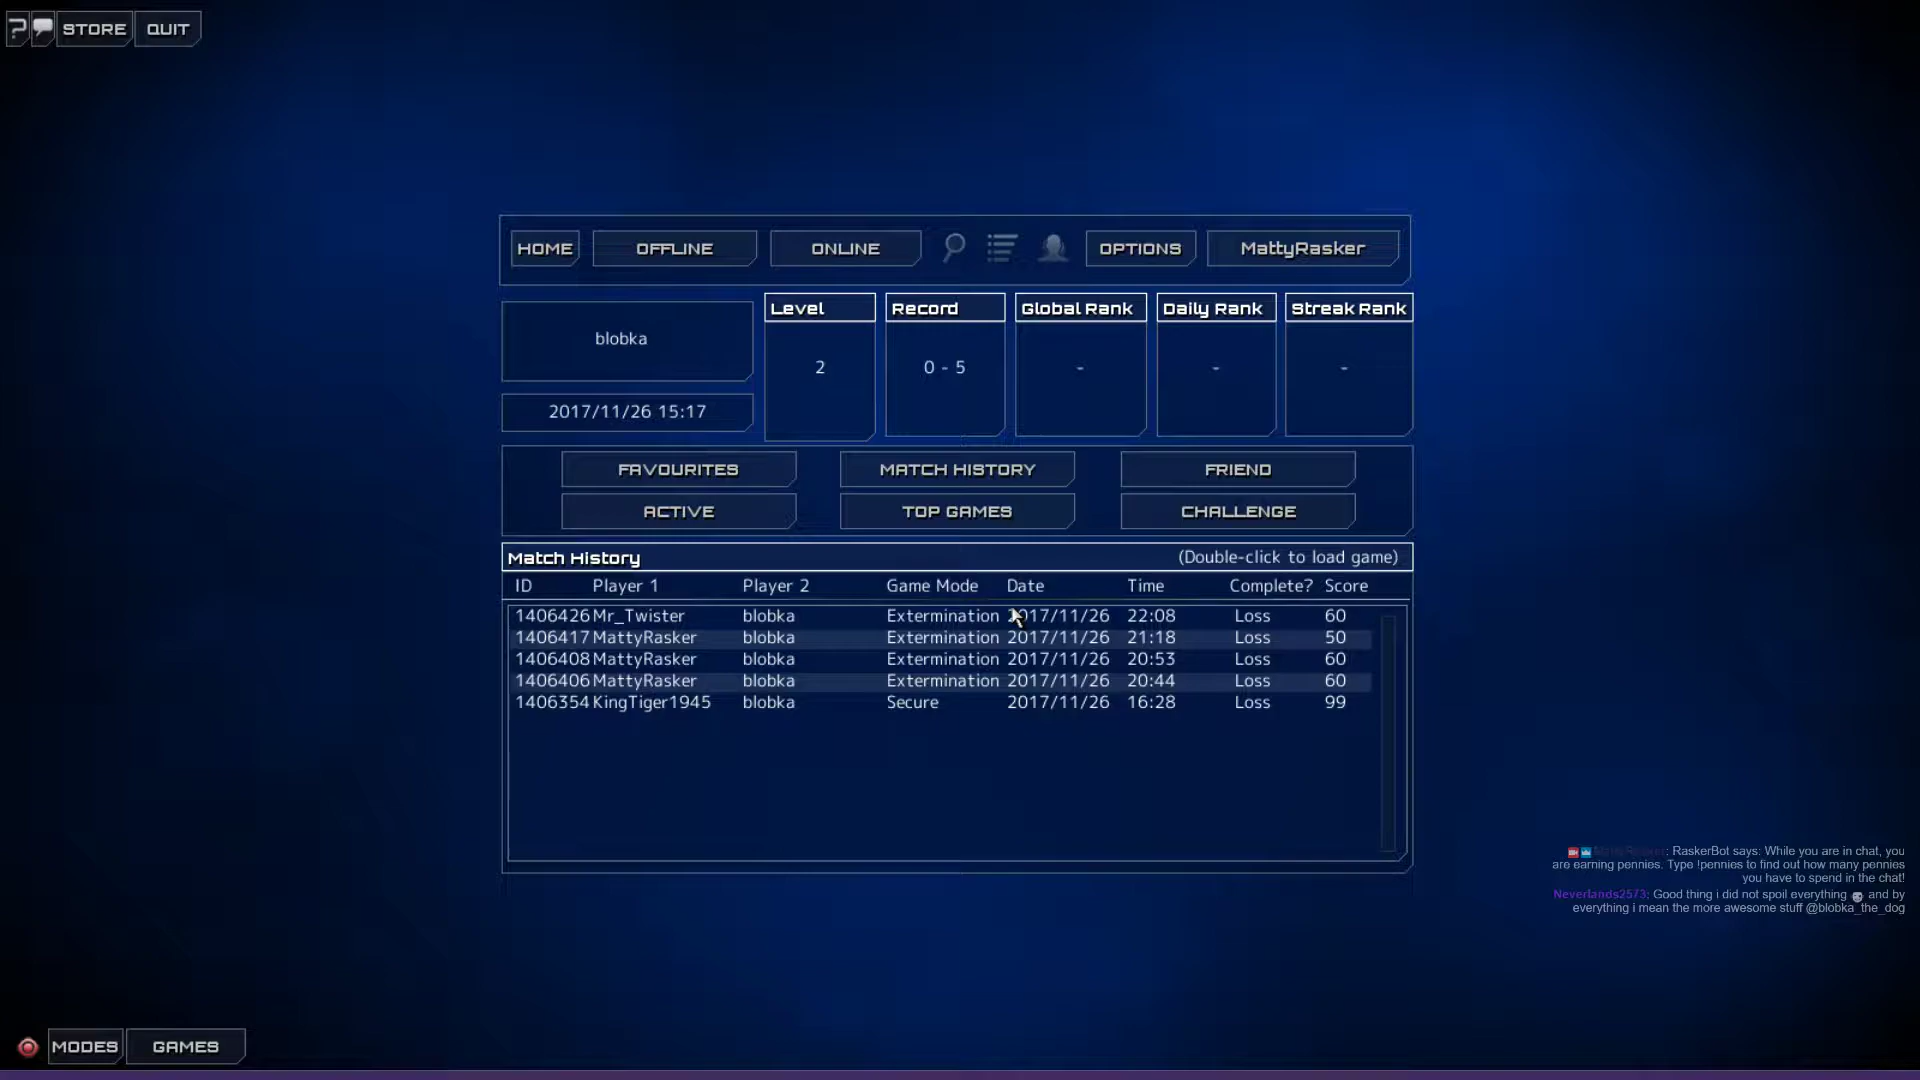 ? STORE QUIT
HOME OFFLINE ONLINE OPTIONS MattyRasker
blobka
2017/11/26 15:17
Level Record Global Rank Daily Rank Streak Rank
2 0 - 5 - - -
FAVOURITES MATCH HISTORY FRIEND
ACTIVE TOP GAMES CHALLENGE
Match History (Double-click to load game)
ID Player 1 Player 2 Game Mode Date Time Complete? Score
1406426 Mr_Twister blobka Extermination 2017/11/26 22:08 Loss 60
1406417 MattyRasker blobka Extermination 2017/11/26 21:18 Loss 50
1406408 MattyRasker blobka Extermination 2017/11/26 20:53 Loss 60
1406406 MattyRasker blobka Extermination 2017/11/26 20:44 Loss 60
1406354 KingTiger1945 blobka Secure 2017/11/26 16:28 Loss 99
: RaskerBot says: While you are in chat, you
are earning pennies. Type !pennies to find out how many pennies
you have to spend in the chat!
Neverlands2573: Good thing i did not spoil everything and by
everything i mean the more awesome stuff @blobka_the_dog
MODES GAMES